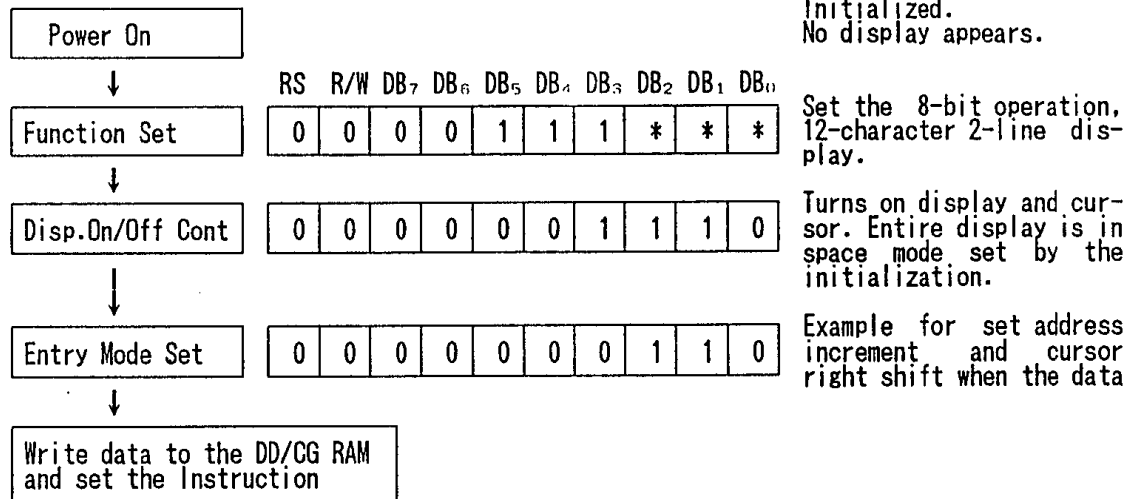 Initialized.
Power On
No display appears.
RS R/W DB7 DB6 DB5 DB4 DB3 DB2 DB1 DB0
Function Set
0 0 0 0 1 1 1 * * *
Set the 8-bit operation,
12-character 2-line dis-
play.
Disp.On/Off Cont
0 0 0 0 0 0 1 1 1 0
Turns on display and cur-
sor. Entire display is in
space mode set by the
initialization.
Entry Mode Set
0 0 0 0 0 0 0 1 1 0
Example for set address
increment and cursor
right shift when the data
Write data to the DD/CG RAM
and set the Instruction